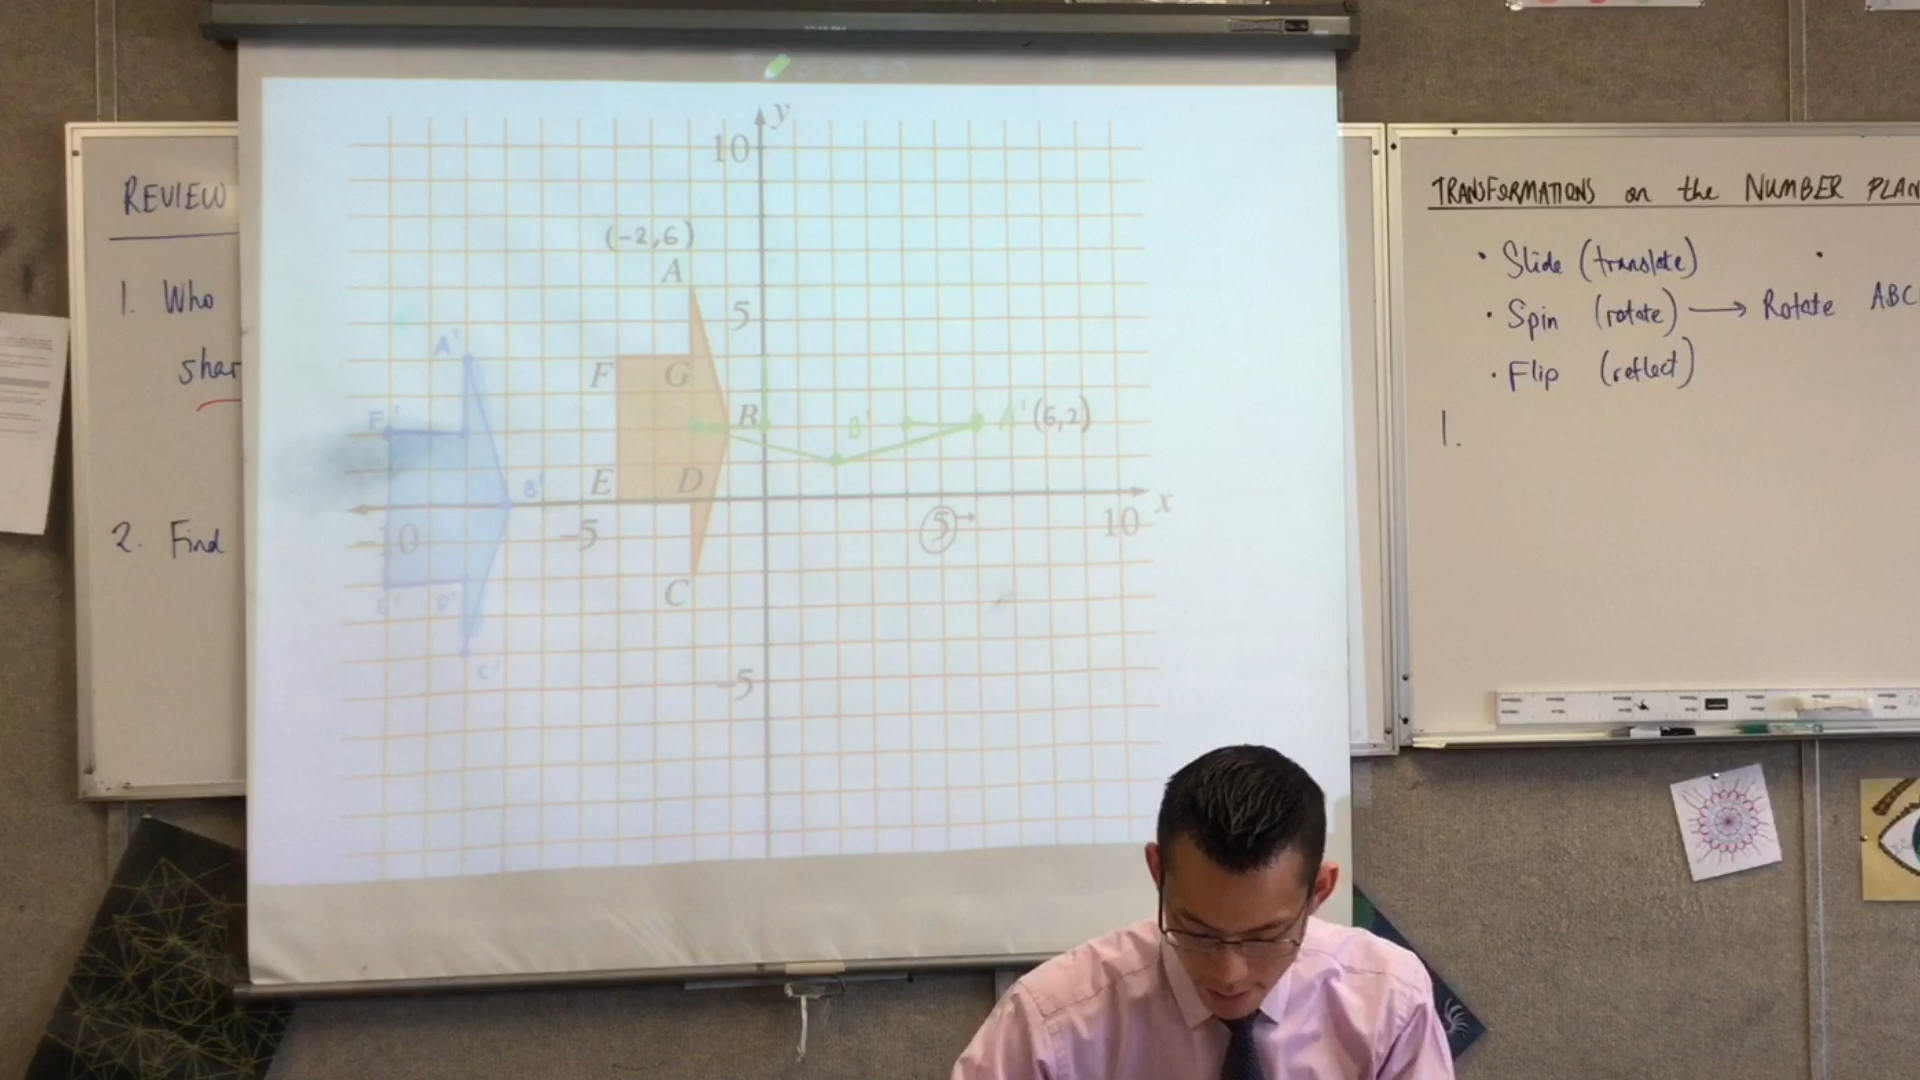 REVIEW
1. Who
shar
2. Find
y
10
(-2,6)
A
5
A'
F G
F' B B' A' (6,2)
E D
B'
x
-10 -5 5 10
E' D' C
C'
-5
TRANSFORMATIONS on the NUMBER PLAN
• Slide (translate)
• Spin (rotate) → Rotate ABC
• Flip (reflect)
1.